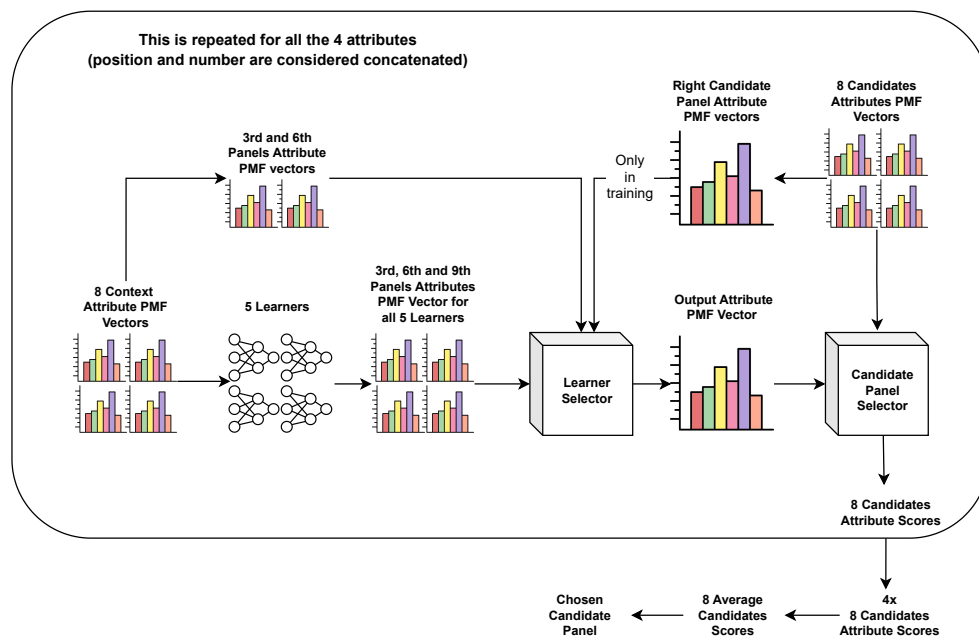 This is repeated for all the 4 attributes
(position and number are considered concatenated)
3rd and 6th
Panels Attribute
PMF vectors
Right Candidate
Panel Attribute
PMF vectors
8 Candidates
Attributes PMF
Vectors
Only
in
training
8 Context
Attribute PMF
Vectors
5 Learners
3rd, 6th and 9th
Panels Attributes
PMF Vector for
all 5 Learners
Learner
Selector
Output Attribute
PMF Vector
Candidate
Panel
Selector
8 Candidates
Attribute Scores
4x
8 Candidates
Attribute Scores
8 Average
Candidates
Scores
Chosen
Candidate
Panel